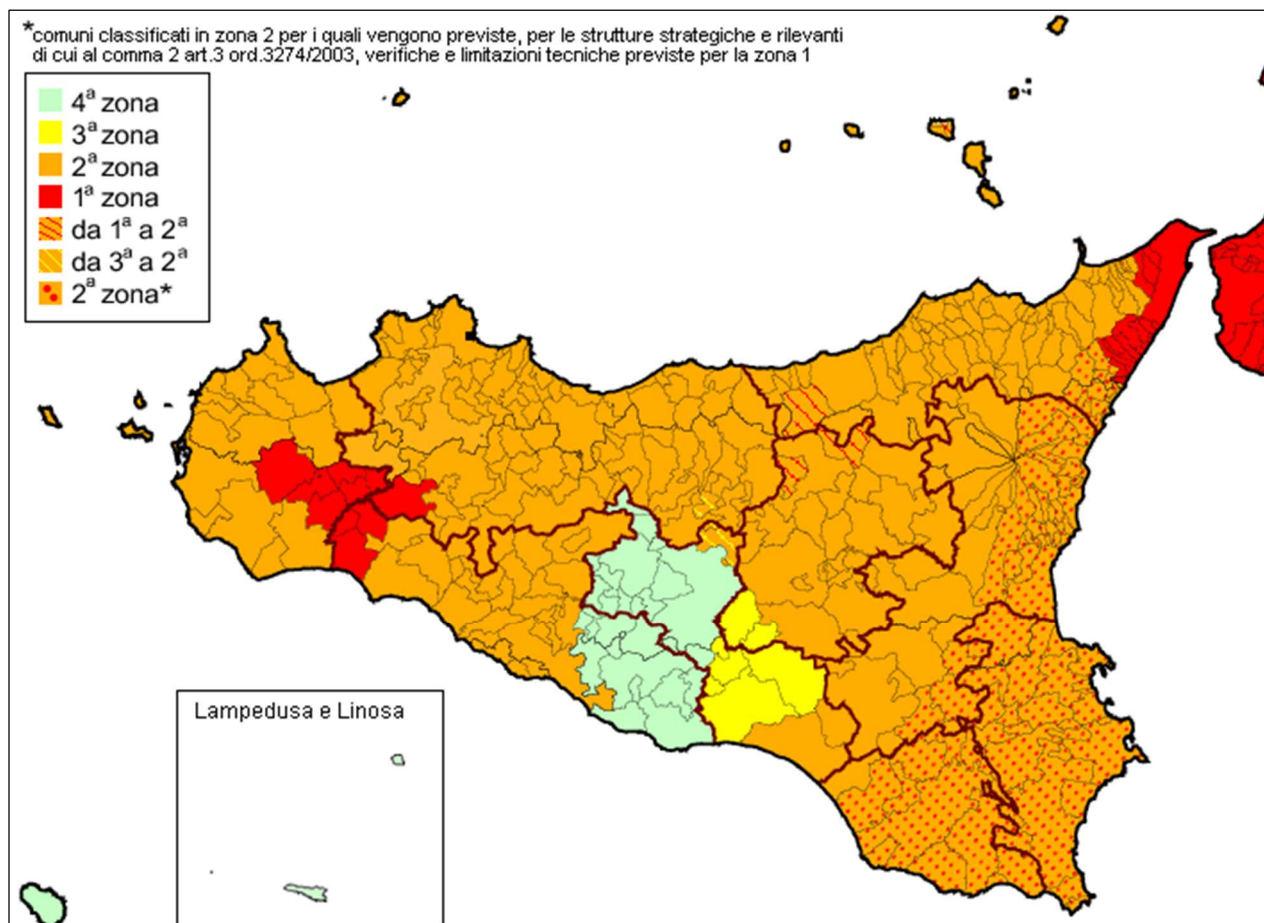 *comuni classificati in zona 2 per i quali vengono previste, per le strutture strategiche e rilevanti
di cui al comma 2 art.3 ord.3274/2003, verifiche e limitazioni tecniche previste per la zona 1
4ª zona
3ª zona
2ª zona
1ª zona
da 1ª a 2ª
da 3ª a 2ª
2ª zona*
Lampedusa e Linosa